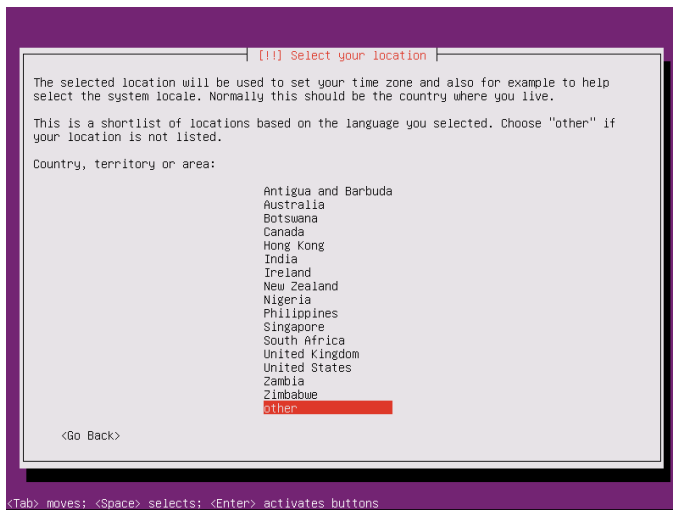 [!!] Select your location
The selected location will be used to set your time zone and also for example to help
select the system locale. Normally this should be the country where you live.
This is a shortlist of locations based on the language you selected. Choose "other" if
your location is not listed.
Country, territory or area:
Antigua and Barbuda
Australia
Botswana
Canada
Hong Kong
India
Ireland
New Zealand
Nigeria
Philippines
Singapore
South Africa
United Kingdom
United States
Zambia
Zimbabwe
other
<Go Back>
<Tab> moves; <Space> selects; <Enter> activates buttons